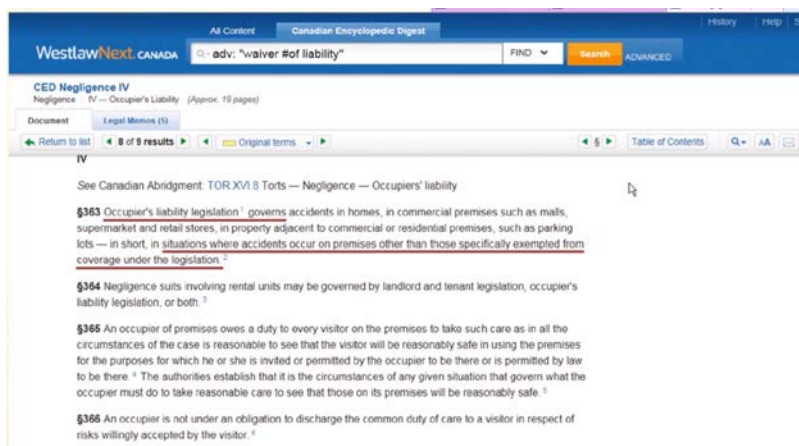 History Help S
All Content Canadian Encyclopedic Digest
WestlawNext. CANADA adv: "waiver #of liability" FIND Search ADVANCED
CED Negligence IV
Negligence IV — Occupier's Liability (Approx. 19 pages)
Document Legal Memos (5)
Return to list 8 of 9 results Original terms § Table of Contents AA
IV
See Canadian Abridgment: TOR.XVI.8 Torts — Negligence — Occupiers' liability
§363 Occupier's liability legislation 1 governs accidents in homes, in commercial premises such as malls,
supermarket and retail stores, in property adjacent to commercial or residential premises, such as parking
lots — in short, in situations where accidents occur on premises other than those specifically exempted from
coverage under the legislation. 2
§364 Negligence suits involving rental units may be governed by landlord and tenant legislation, occupier's
liability legislation, or both. 3
§365 An occupier of premises owes a duty to every visitor on the premises to take such care as in all the
circumstances of the case is reasonable to see that the visitor will be reasonably safe in using the premises
for the purposes for which he or she is invited or permitted by the occupier to be there or is permitted by law
to be there. 4 The authorities establish that it is the circumstances of any given situation that govern what the
occupier must do to take reasonable care to see that those on its premises will be reasonably safe. 5
§366 An occupier is not under an obligation to discharge the common duty of care to a visitor in respect of
risks willingly accepted by the visitor. 6